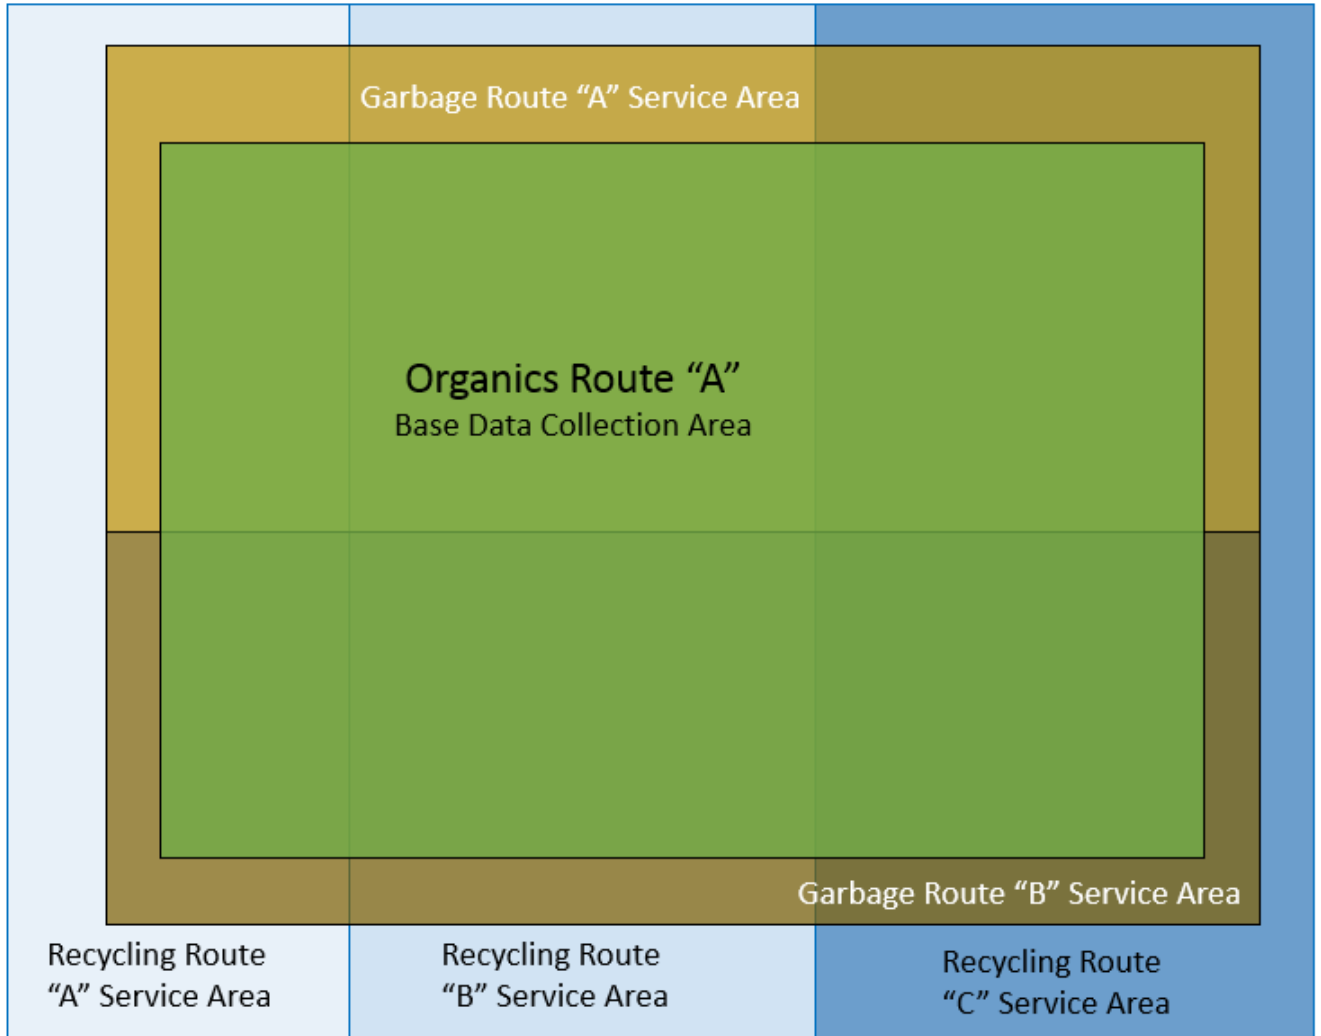 Garbage Route “A” Service Area
Organics Route “A”
Base Data Collection Area
Garbage Route “B” Service Area
Recycling Route
“A” Service Area
Recycling Route
“B” Service Area
Recycling Route
“C” Service Area